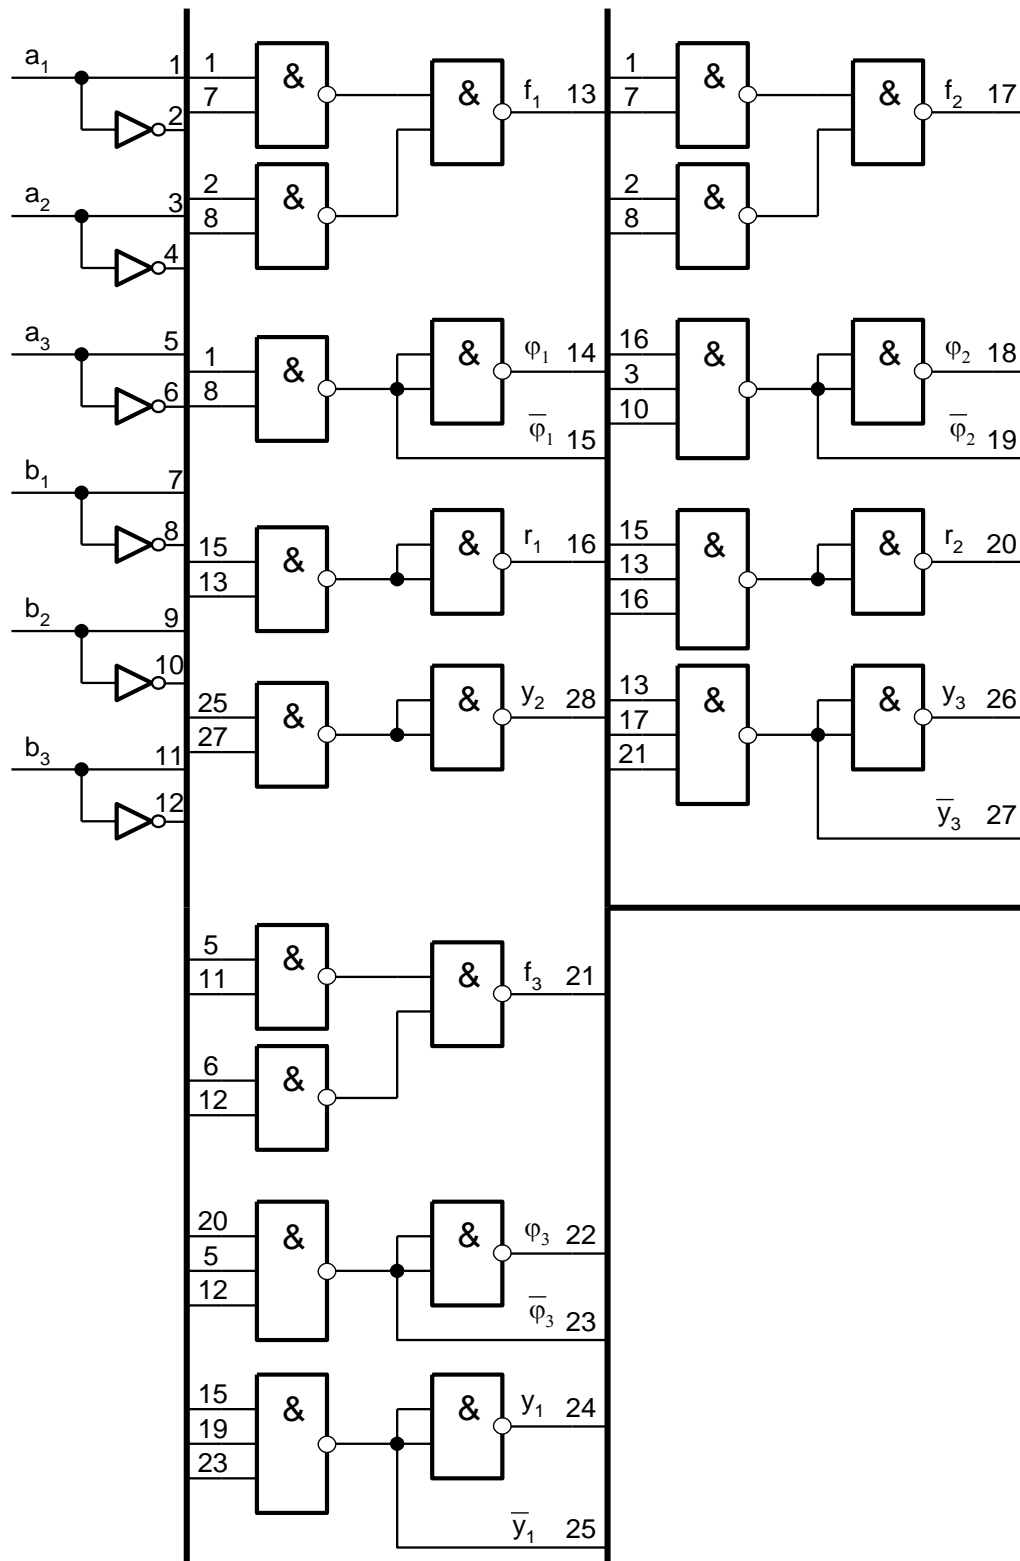 a₁ 1 1 & & f₁ 13 1 & & f₂ 17
2 7 7
a₂ 3 2 & 2 &
4 8 8
a₃ 5 1 & & φ₁ 14 16 & & φ₂ 18
6 8 3
10
φ̅₁ 15 φ̅₂ 19
b₁ 7
8 15 & & r₁ 16 15 & & r₂ 20
13 13
b₂ 9 16
10 25 & & y₂ 28 13 & & y₃ 26
27 17
b₃ 11 21
12 y̅₃ 27
5 & & f₃ 21
11
6 &
12
20 & & φ₃ 22
5
12 φ̅₃ 23
15 & & y₁ 24
19
23
y̅₁ 25